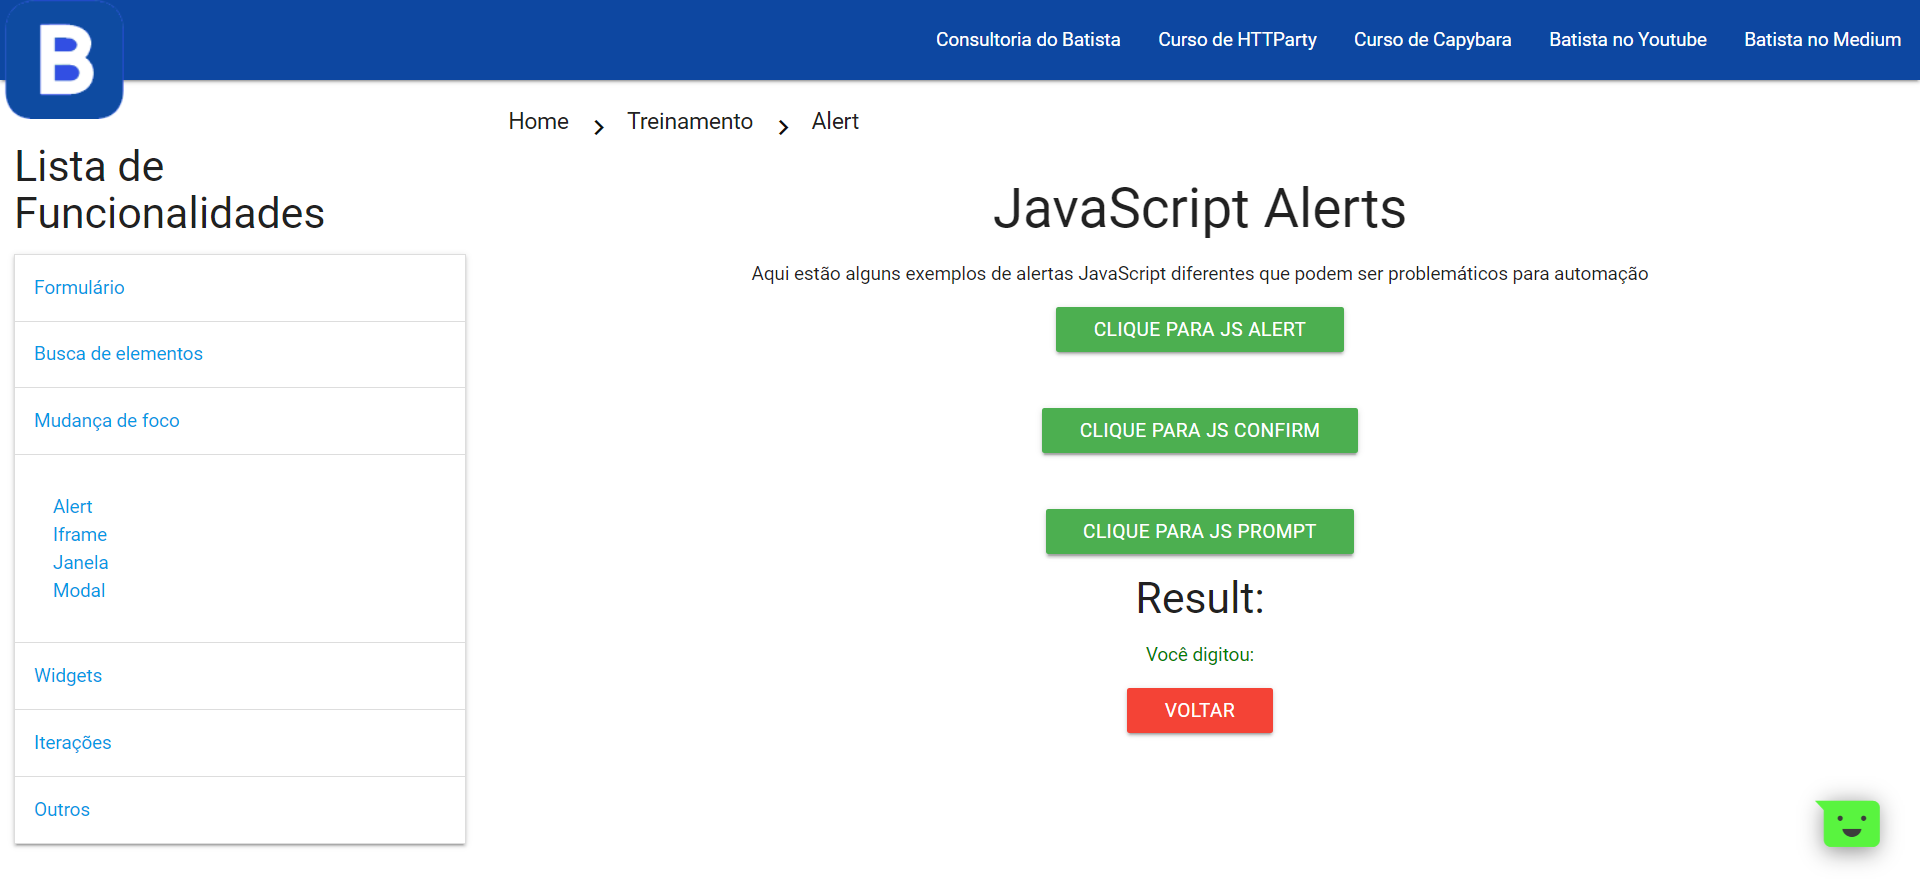 B
Consultoria do Batista
Curso de HTTParty
Curso de Capybara
Batista no Youtube
Batista no Medium
Home
Treinamento
Alert
Lista de
Funcionalidades
Formulário
Busca de elementos
Mudança de foco
Alert
Iframe
Janela
Modal
Widgets
Iterações
Outros
JavaScript Alerts
Aqui estão alguns exemplos de alertas JavaScript diferentes que podem ser problemáticos para automação
CLIQUE PARA JS ALERT
CLIQUE PARA JS CONFIRM
CLIQUE PARA JS PROMPT
Result:
Você digitou:
VOLTAR